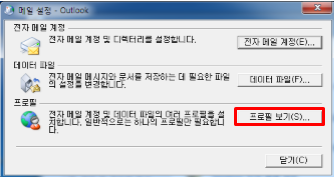 메일 설정 - Outlook
전자 메일 계정
전자 메일 계정 및 디렉터리를 설정합니다.
전자 메일 계정(E)...
데이터 파일
전자 메일 메시지와 문서를 저장하는 데 필요한 파일
의 설정을 변경합니다.
데이터 파일(F)...
프로필
전자 메일 계정 및 데이터 파일의 여러 프로필을 설
치합니다. 일반적으로는 하나의 프로필만 필요합니
다.
프로필 보기(S)...
닫기(C)